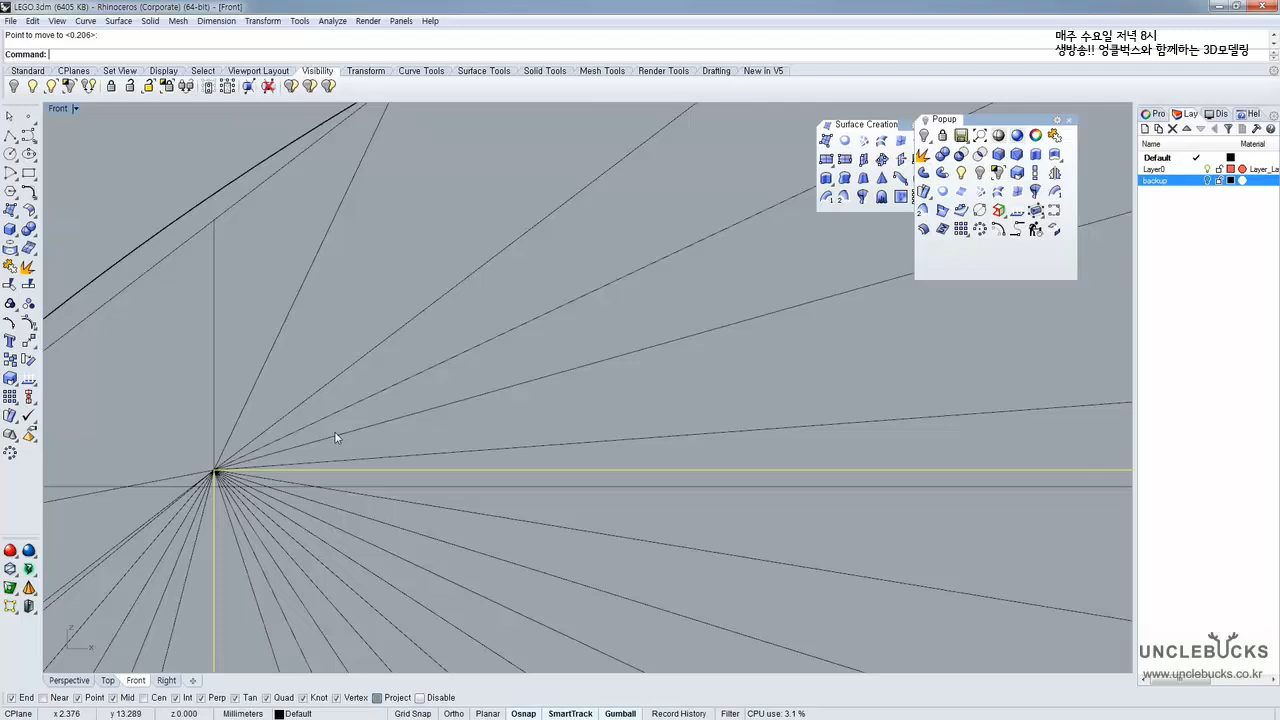 LEGO.3dm (6405 KB) - Rhinoceros (Corporate) (64-bit) - [Front]
File Edit View Curve Surface Solid Mesh Dimension Transform Tools Analyze Render Panels Help
Point to move to <0.206>:
Command:
매주 수요일 저녁 8시
생방송!! 엉클벅스와 함께하는 3D모델링
Standard CPlanes Set View Display Select Viewport Layout Visibility Transform Curve Tools Surface Tools Solid Tools Mesh Tools Render Tools Drafting New in V5
Front
Surface Creation
Popup
Pro Lay Dis Hel
Name Material
Default
Layer0 Layer_La
backup
z
x
UNCLEBUCKS
www.unclebucks.co.kr
Perspective Top Front Right
End Near Point Mid Cen Int Perp Tan Quad Knot Vertex Project Disable
CPlane x 2.376 y 13.289 z 0.000 Millimeters Default Grid Snap Ortho Planar Osnap SmartTrack Gumball Record History Filter CPU use: 3.1 %